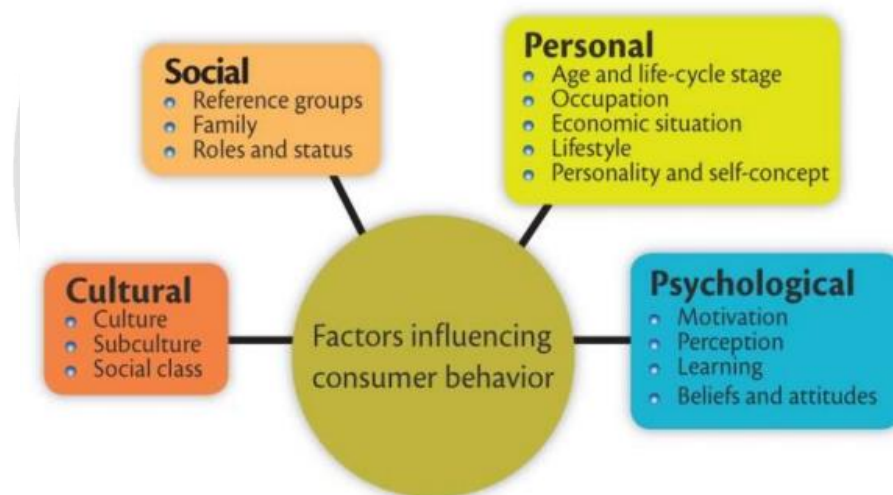 Social
Reference groups
Family
Roles and status
Personal
Age and life-cycle stage
Occupation
Economic situation
Lifestyle
Personality and self-concept
Cultural
Culture
Subculture
Social class
Factors influencing
consumer behavior
Psychological
Motivation
Perception
Learning
Beliefs and attitudes